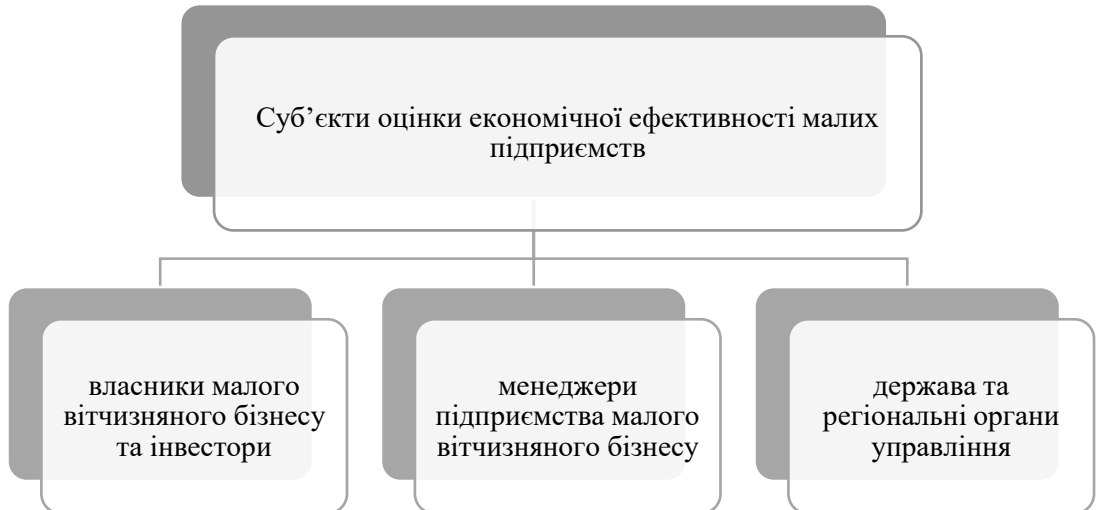 Суб’єкти оцінки економічної ефективності малих
підприємств
власники малого
вітчизняного бізнесу
та інвестори
менеджери
підприємства малого
вітчизняного бізнесу
держава та
регіональні органи
управління